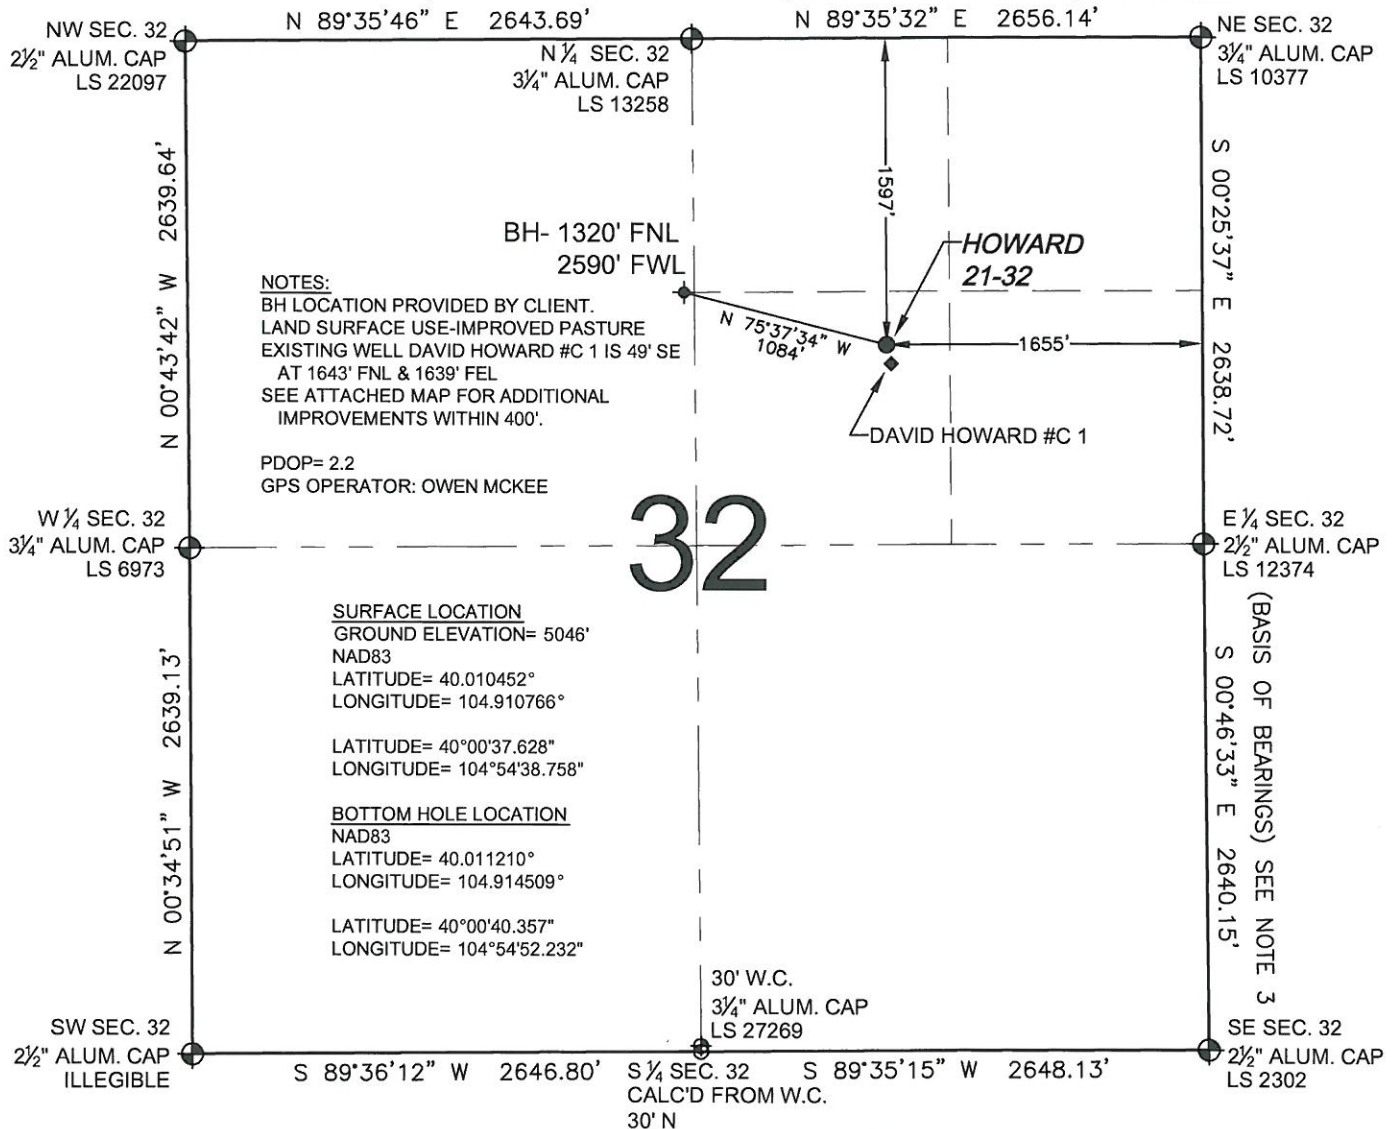 N 89°35'46" E 2643.69'
N 89°35'32" E 2656.14'
NW SEC. 32
2½" ALUM. CAP
LS 22097
N ¼ SEC. 32
3¼" ALUM. CAP
LS 13258
NE SEC. 32
3¼" ALUM. CAP
LS 10377
N 00°43'42" W 2639.64'
1597'
S 00°25'37" E 2638.72'
BH- 1320' FNL
2590' FWL
HOWARD
21-32
N 75°37'34" W
1084'
1655'
DAVID HOWARD #C 1
NOTES:
BH LOCATION PROVIDED BY CLIENT.
LAND SURFACE USE-IMPROVED PASTURE
EXISTING WELL DAVID HOWARD #C 1 IS 49' SE
AT 1643' FNL & 1639' FEL
SEE ATTACHED MAP FOR ADDITIONAL
IMPROVEMENTS WITHIN 400'.
PDOP= 2.2
GPS OPERATOR: OWEN MCKEE
W ¼ SEC. 32
3¼" ALUM. CAP
LS 6973
32
E ¼ SEC. 32
2½" ALUM. CAP
LS 12374
SURFACE LOCATION
GROUND ELEVATION= 5046'
NAD83
LATITUDE= 40.010452°
LONGITUDE= 104.910766°
LATITUDE= 40°00'37.628"
LONGITUDE= 104°54'38.758"
BOTTOM HOLE LOCATION
NAD83
LATITUDE= 40.011210°
LONGITUDE= 104.914509°
LATITUDE= 40°00'40.357"
LONGITUDE= 104°54'52.232"
N 00°34'51" W 2639.13'
S 00°46'33" E 2640.15'
(BASIS OF BEARINGS) SEE NOTE 3
30' W.C.
3¼" ALUM. CAP
LS 27269
SW SEC. 32
2½" ALUM. CAP
ILLEGIBLE
S 89°36'12" W 2646.80'
S ¼ SEC. 32
CALC'D FROM W.C.
30' N
S 89°35'15" W 2648.13'
SE SEC. 32
2½" ALUM. CAP
LS 2302